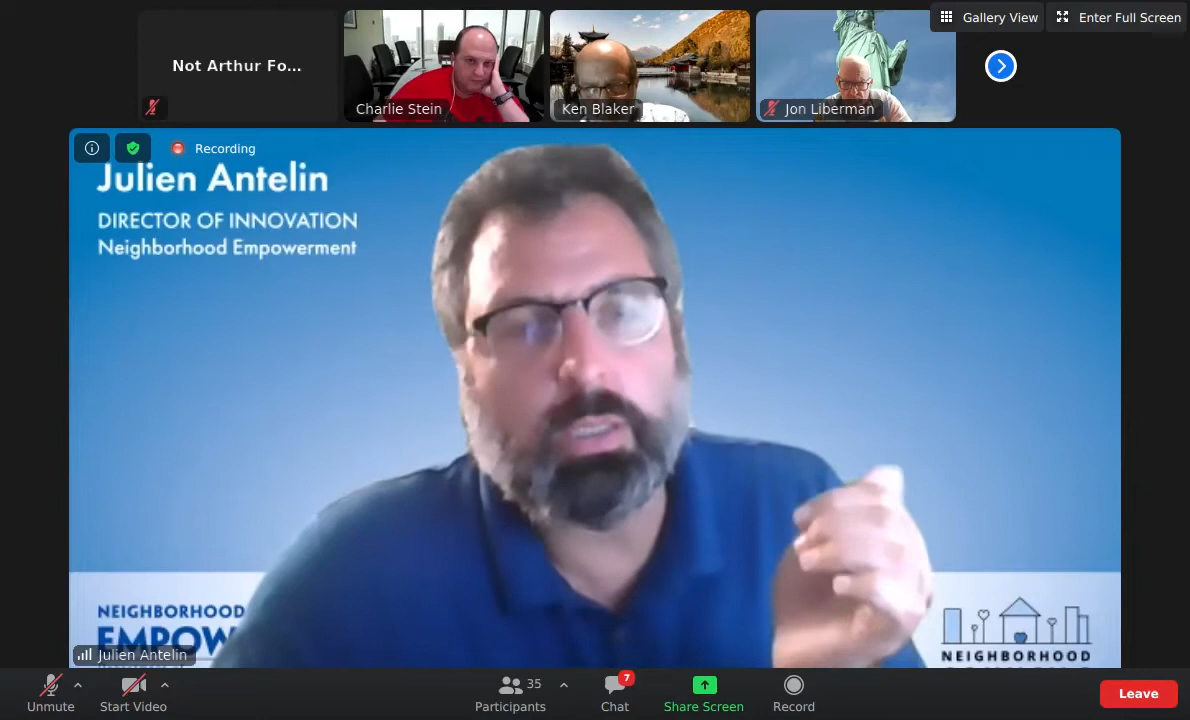 Gallery View
Enter Full Screen
Not Arthur Fo...
Charlie Stein
Ken Blaker
Jon Liberman
Recording
Julien Antelin
DIRECTOR OF INNOVATION
Neighborhood Empowerment
NEIGHBORHOOD
EMPOW
Julien Antelin
NEIGHBORHOOD
Unmute
Start Video
35
Participants
7
Chat
Share Screen
Record
Leave